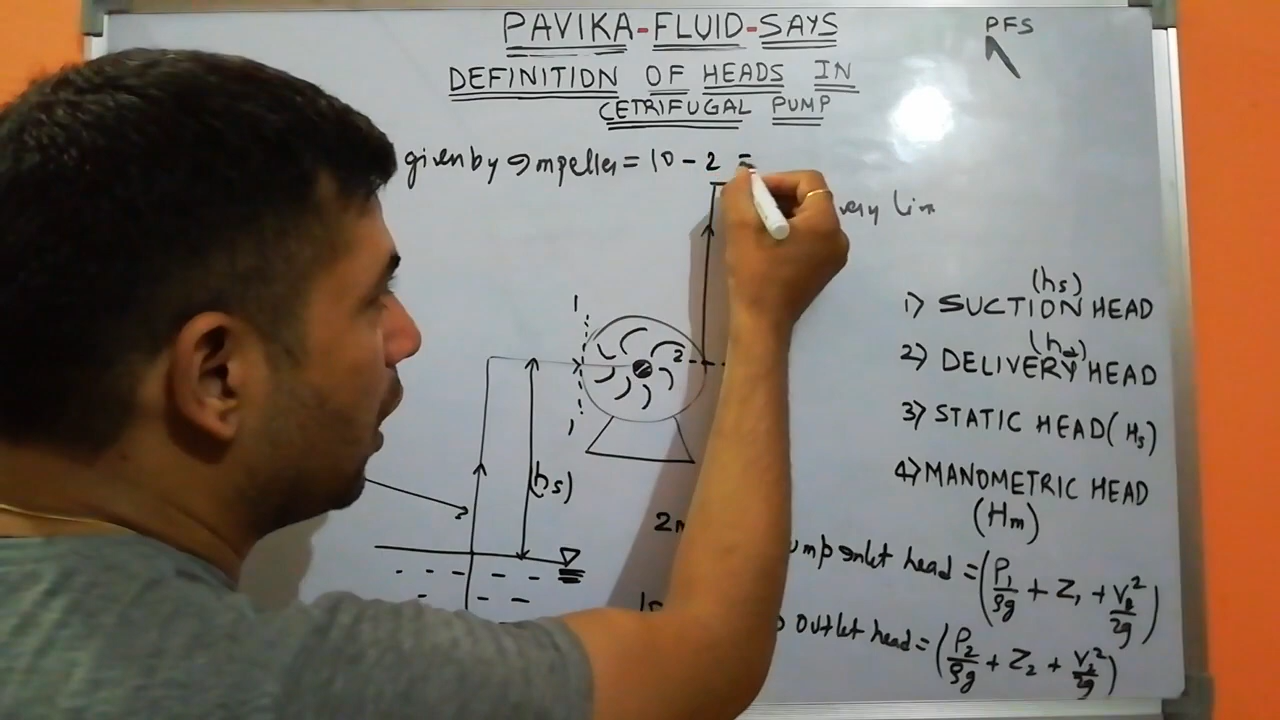 PAVIKA-FLUID-SAYS
PFS
DEFINITION OF HEADS IN
CETRIFUGAL PUMP
given by Impeller = 10 - 2 =
Lin
1
2
1
(hs)
(hs)
1) SUCTION HEAD
(hd)
2) DELIVERY HEAD
3) STATIC HEAD (Hs)
4) MANOMETRIC HEAD
(Hm)
2m
inlet head = (P1/ρg + Z1 + V1²/2g)
outlet head = (P2/ρg + Z2 + V2²/2g)